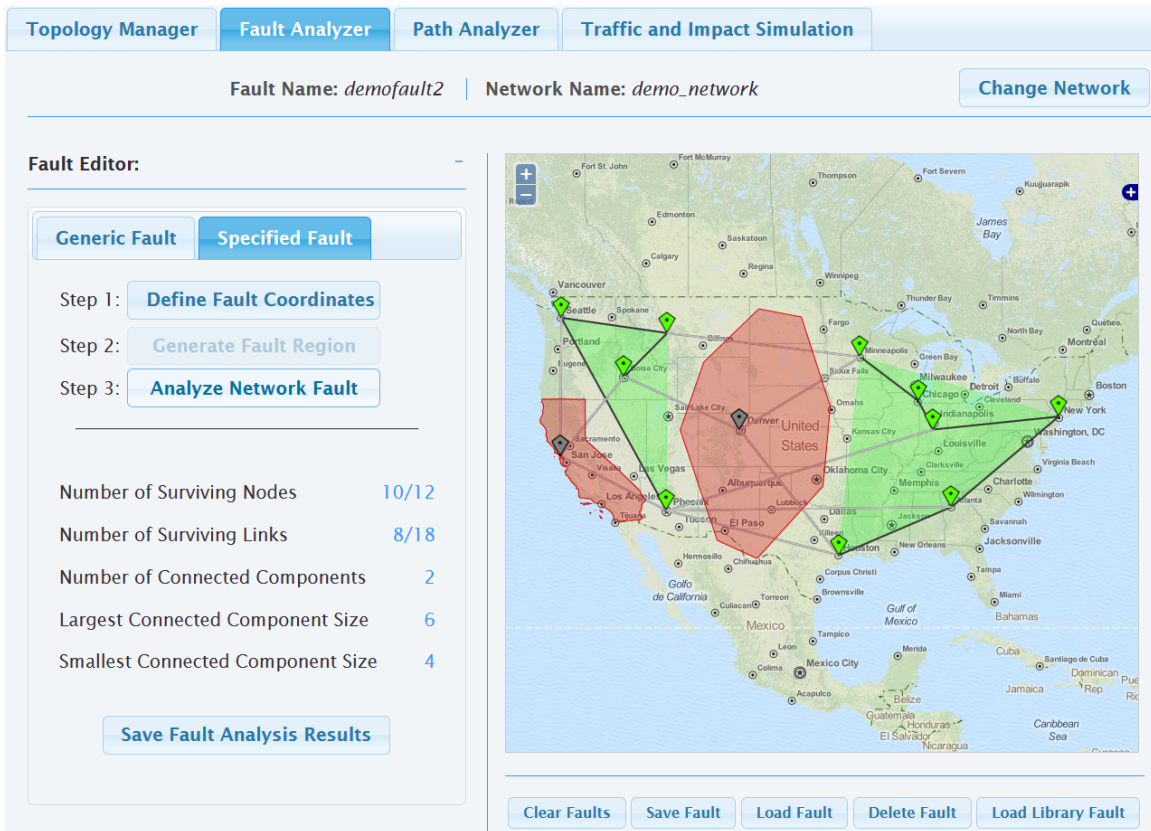 Topology Manager
Fault Analyzer
Path Analyzer
Traffic and Impact Simulation
Fault Name: demofault2
Network Name: demo_network
Change Network
Fault Editor:
-
Generic Fault
Specified Fault
Step 1: Define Fault Coordinates
Step 2: Generate Fault Region
Step 3: Analyze Network Fault
Number of Surviving Nodes 10/12
Number of Surviving Links 8/18
Number of Connected Components 2
Largest Connected Component Size 6
Smallest Connected Component Size 4
Save Fault Analysis Results
+
−
Fort St. John
Fort McMurray
Thompson
Fort Severn
Kuujjuarapik
+
Edmonton
James
Bay
Saskatoon
Calgary
Regina
Winnipeg
Vancouver
Thunder Bay
Timmins
Seattle
Spokane
Fargo
North Bay
Québec
Portland
Billings
Minneapolis
Montréal
Eugene
Boise City
Green Bay
Sioux Falls
Milwaukee
Detroit
Buffalo
Boston
Chicago
Cleveland
Salt Lake City
Omaha
Indianapolis
New York
Denver
United
States
Sacramento
Kansas City
Washington, DC
San Jose
Louisville
Visalia
Las Vegas
Oklahoma City
Clarksville
Virginia Beach
Albuquerque
Memphis
Charlotte
Los Angeles
Phoenix
Lubbock
Atlanta
Wilmington
Tijuana
Tucson
El Paso
Dallas
Jackson
Savannah
Killeen
Jacksonville
Houston
New Orleans
Hermosillo
Chihuahua
Corpus Christi
Tampa
Golfo
de California
Torreon
Brownsville
Miami
Culiacan
Gulf of
Mexico
Bahamas
Mexico
Tampico
Leon
Merida
Cuba
Santiago de Cuba
Colima
Mexico City
Dominican
Rep.
Jamaica
Acapulco
Belize
Guatemala
Honduras
El Salvador
Nicaragua
Caribbean
Sea
Clear Faults
Save Fault
Load Fault
Delete Fault
Load Library Fault